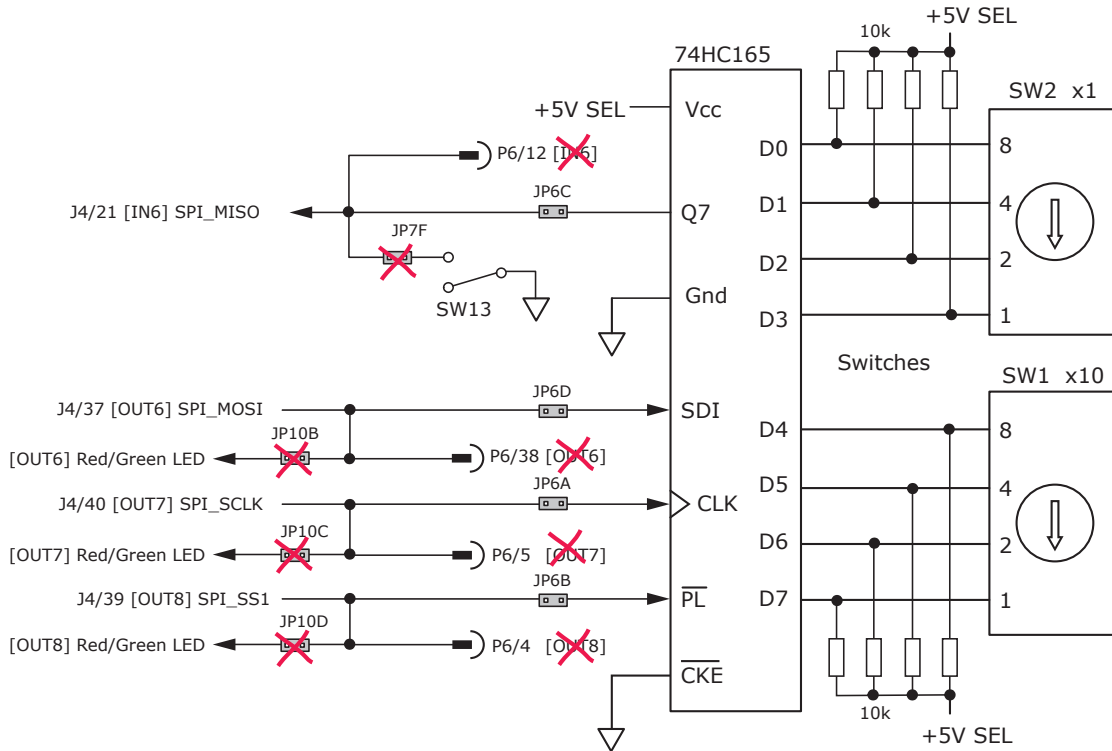 +5V SEL
10k
74HC165
SW2 x1
+5V SEL
Vcc
P6/12 [IN6]
D0
8
JP6C
J4/21 [IN6] SPI_MISO
Q7
D1
4
JP7F
D2
2
SW13
Gnd
D3
1
Switches
SW1 x10
JP6D
J4/37 [OUT6] SPI_MOSI
SDI
D4
8
JP10B
[OUT6] Red/Green LED
P6/38 [OUT6]
JP6A
D5
4
J4/40 [OUT7] SPI_SCLK
CLK
JP10C
D6
2
[OUT7] Red/Green LED
P6/5 [OUT7]
JP6B
J4/39 [OUT8] SPI_SS1
PL
D7
1
JP10D
[OUT8] Red/Green LED
P6/4 [OUT8]
CKE
10k
+5V SEL